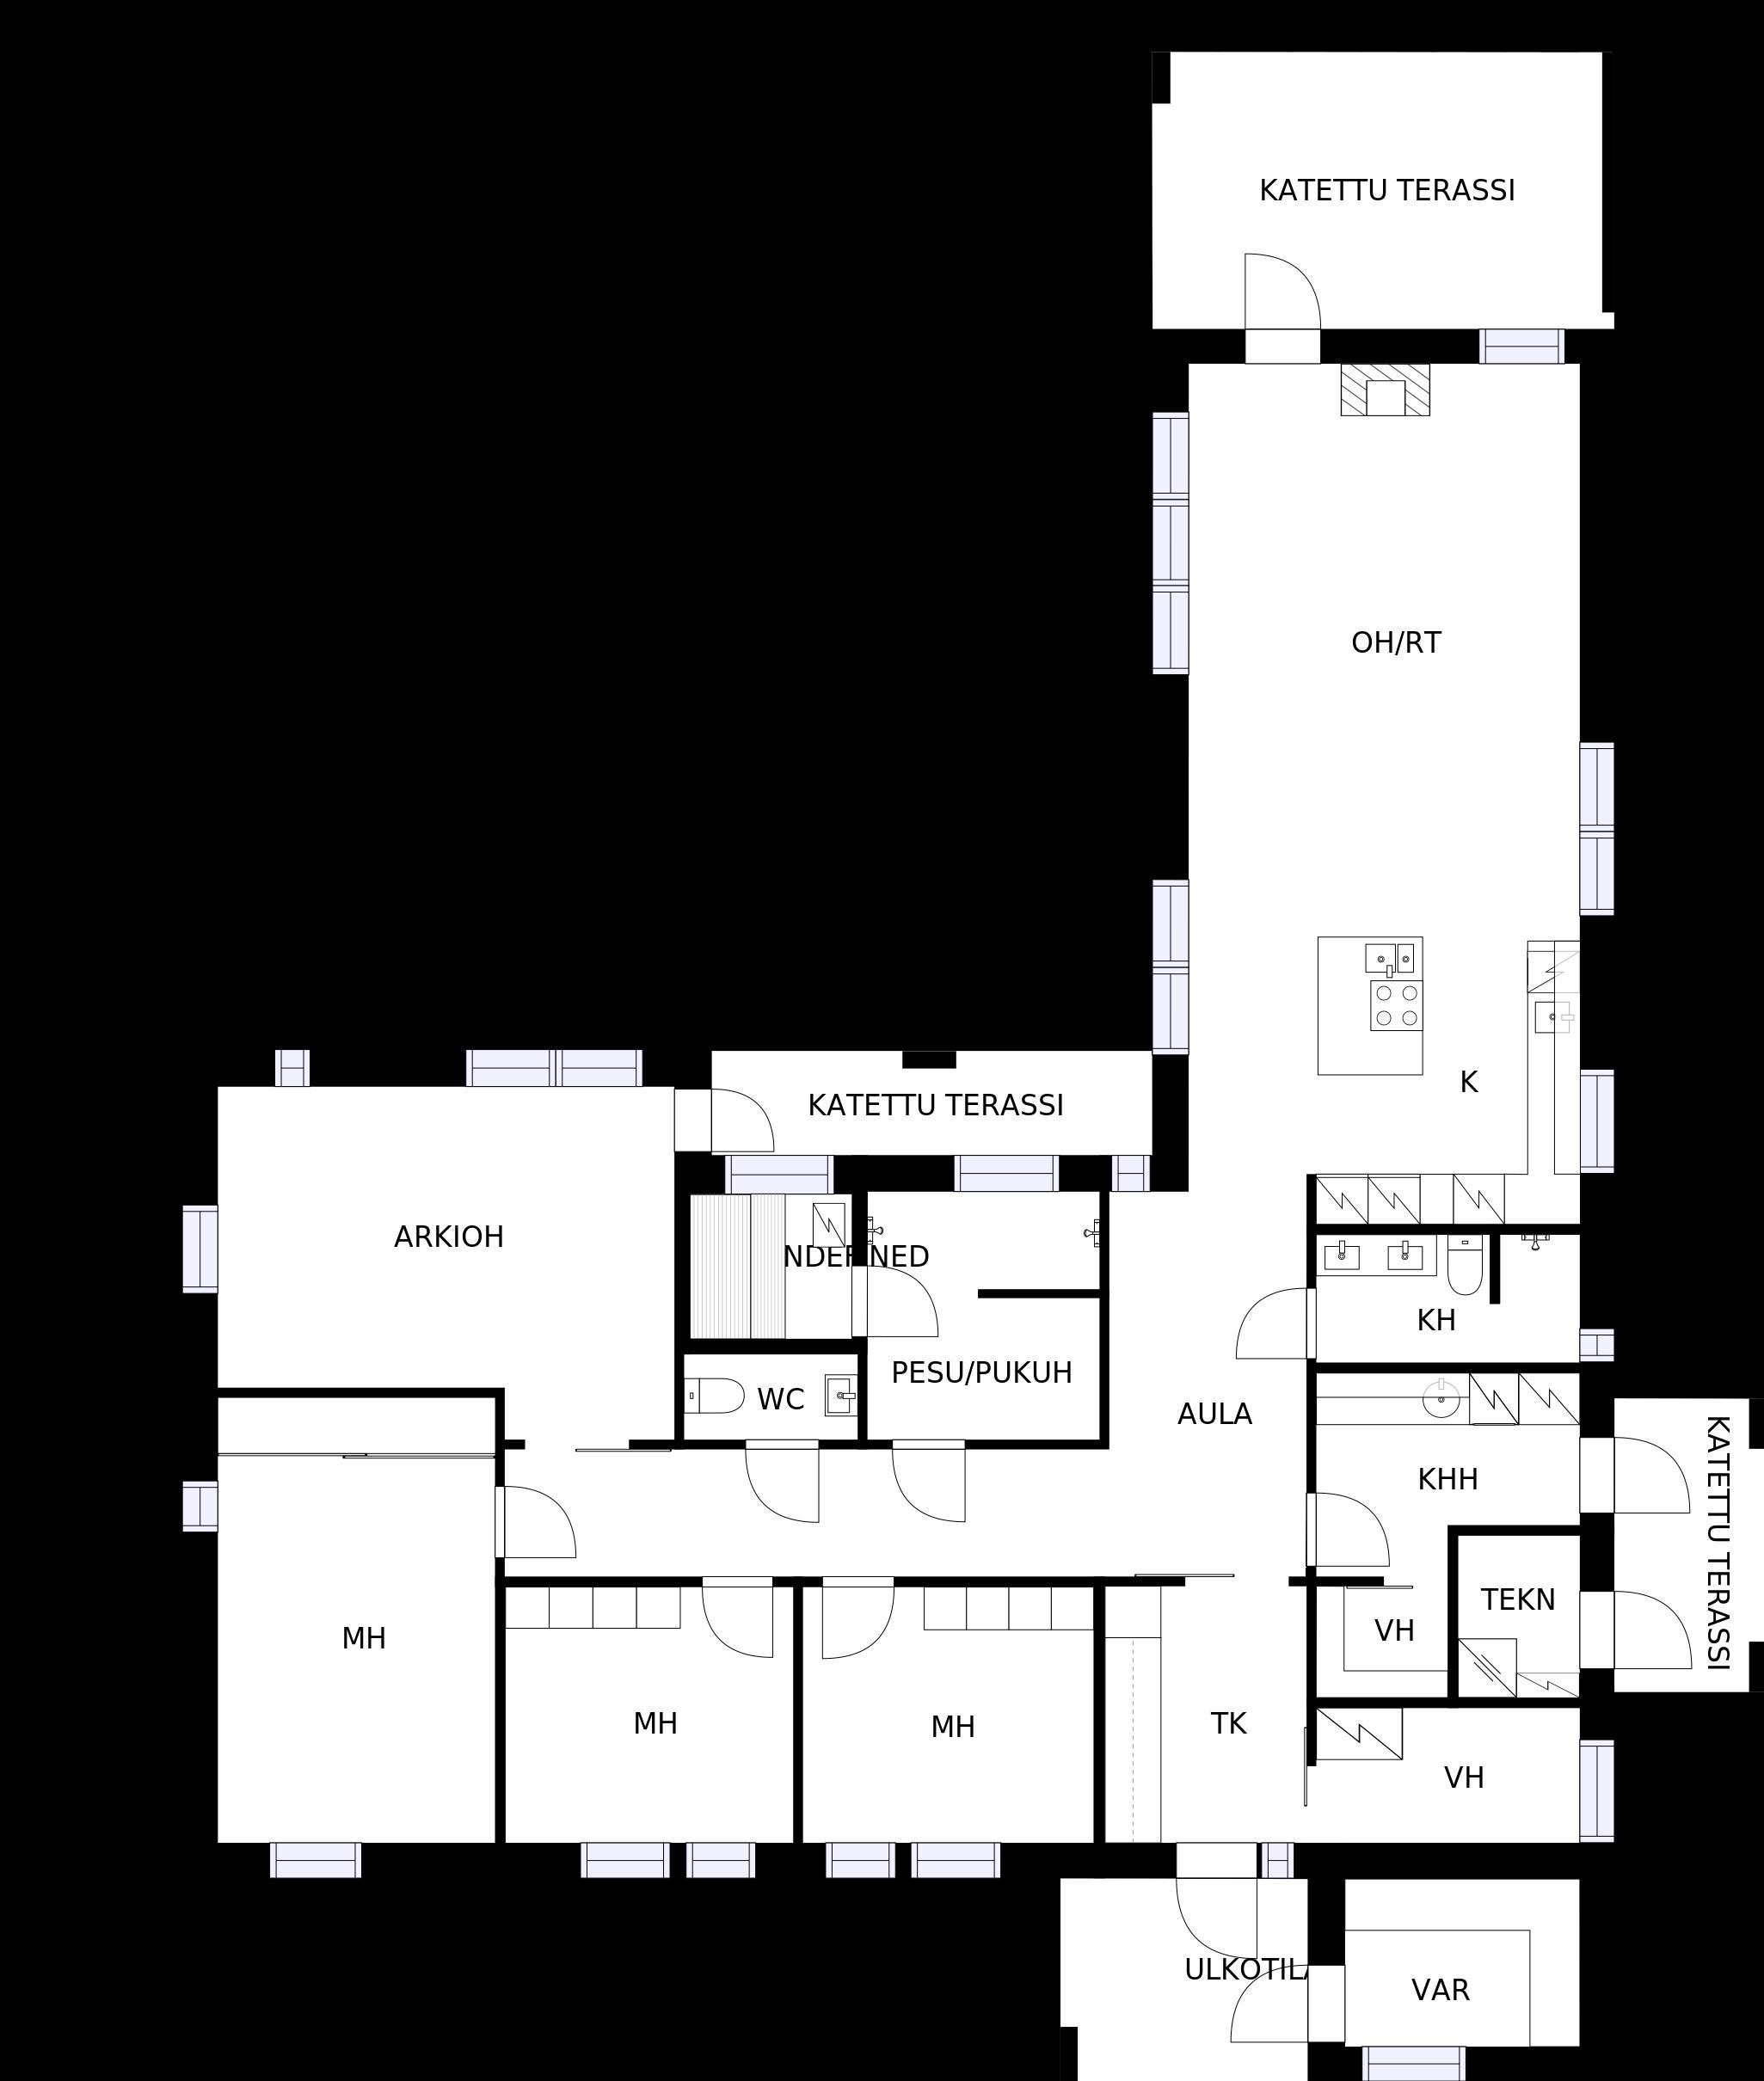 KATETTU TERASSI
OH/RT
K
KATETTU TERASSI
ARKIOH
NDEFINED
KH
PESU/PUKUH
WC
AULA
KHH
KATETTU TERASSI
TEKN
VH
MH
MH
MH
TK
VH
ULKOTILA
VAR